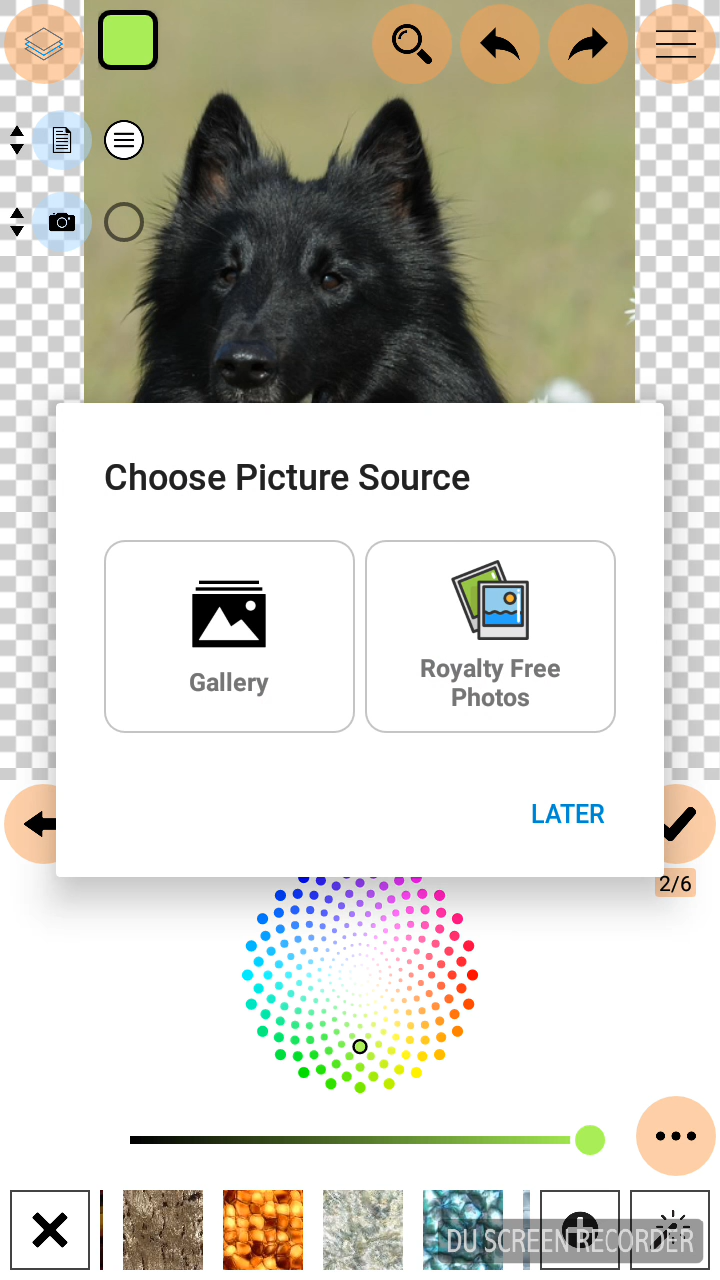 Choose Picture Source
Gallery
Royalty Free
Photos
LATER
2/6
DU SCREEN RECORDER